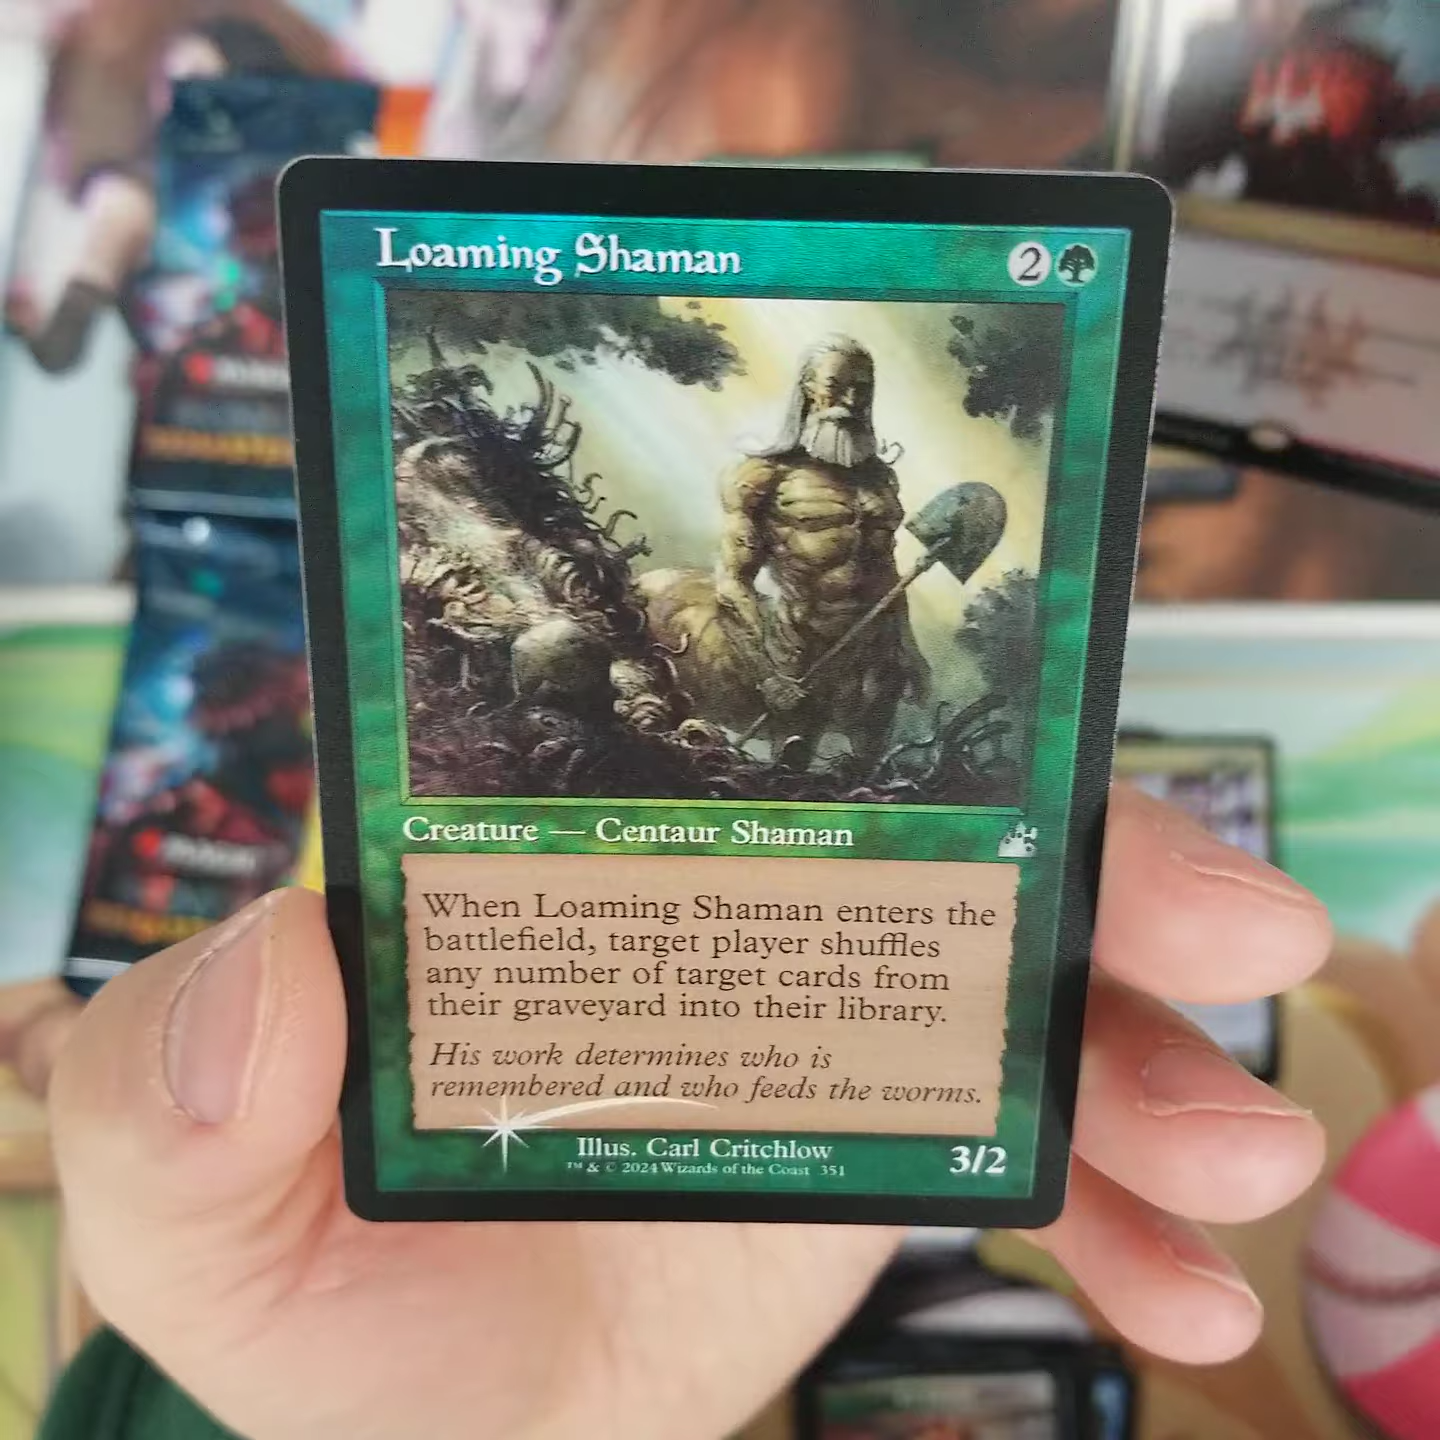 Loaming Shaman 2
Creature — Centaur Shaman
When Loaming Shaman enters the
battlefield, target player shuffles
any number of target cards from
their graveyard into their library.
His work determines who is
remembered and who feeds the worms.
Illus. Carl Critchlow
™ & © 2024 Wizards of the Coast 351
3/2